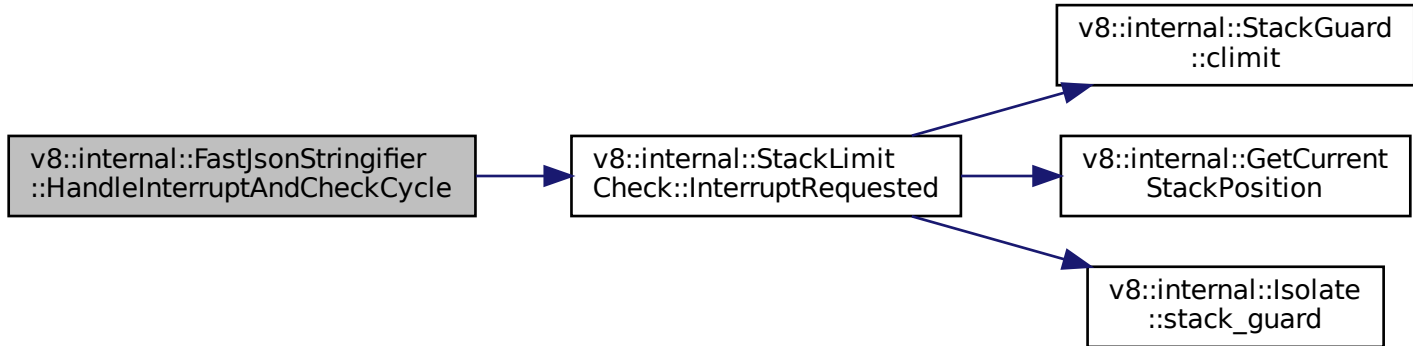 v8::internal::FastJsonStringifier
::HandleInterruptAndCheckCycle
v8::internal::StackLimit
Check::InterruptRequested
v8::internal::StackGuard
::climit
v8::internal::GetCurrent
StackPosition
v8::internal::Isolate
::stack_guard